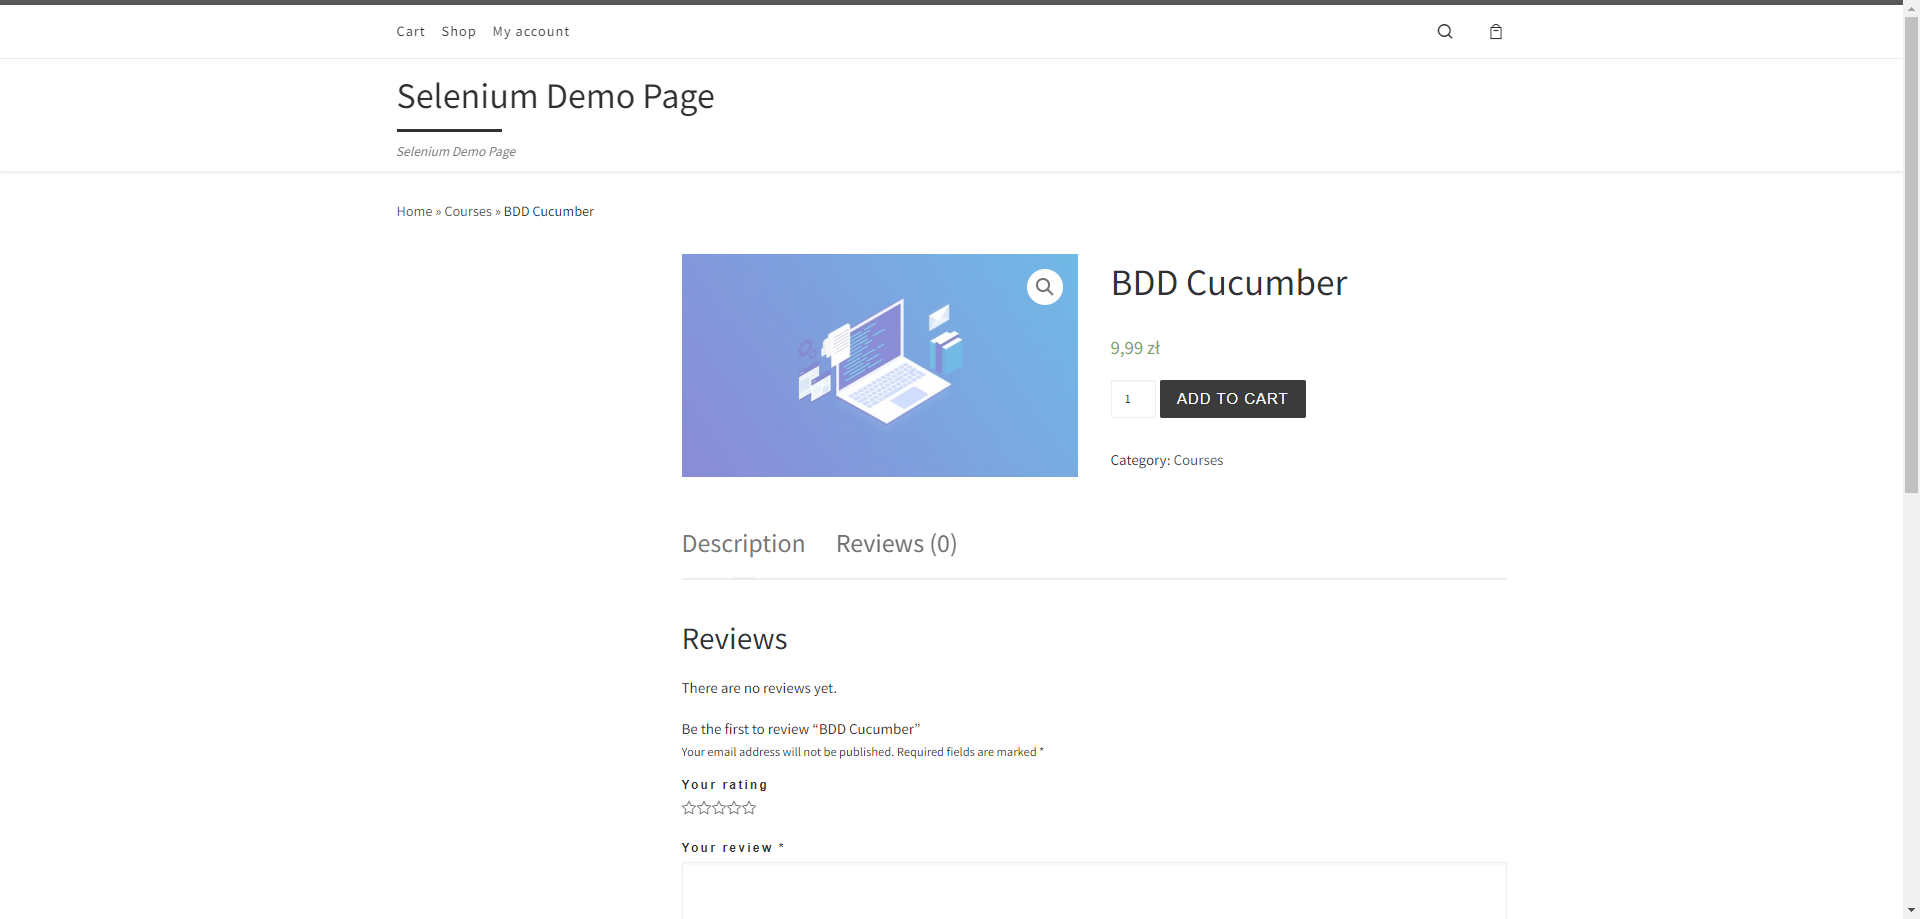 Cart Shop My account
Selenium Demo Page
Selenium Demo Page
Home » Courses » BDD Cucumber
BDD Cucumber
9,99 zł
1 ADD TO CART
Category: Courses
Description Reviews (0)
Reviews
There are no reviews yet.
Be the first to review “BDD Cucumber”
Your email address will not be published. Required fields are marked *
Your rating
Your review *